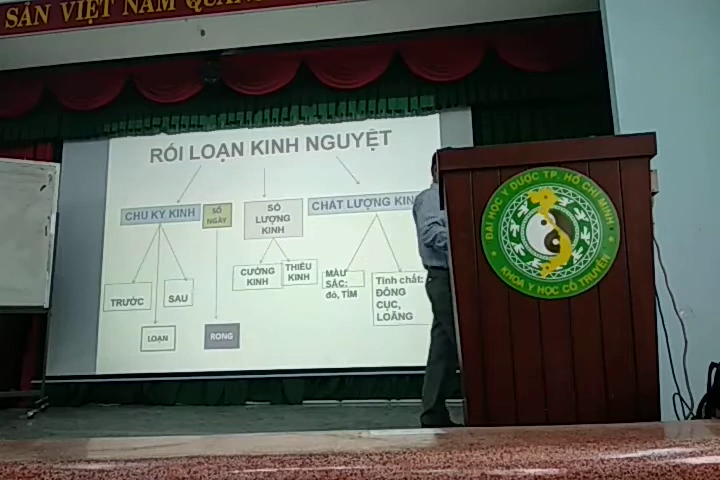 SẢN VIỆT NAM QUANG
RỐI LOẠN KINH NGUYỆT
CHU KỲ KINH
SỐ
NGÀY
SỐ
LƯỢNG
KINH
CHẤT LƯỢNG KIN
TRƯỚC
SAU
LOẠN
RONG
CƯỜNG
KINH
THIỂU
KINH
MÀU
SẮC:
đỏ, TÍM
Tính chất:
ĐÔNG
CỤC,
LOÃNG
ĐẠI HỌC Y DƯỢC TP. HỒ CHÍ MINH
KHOA Y HỌC CỔ TRUYỀN